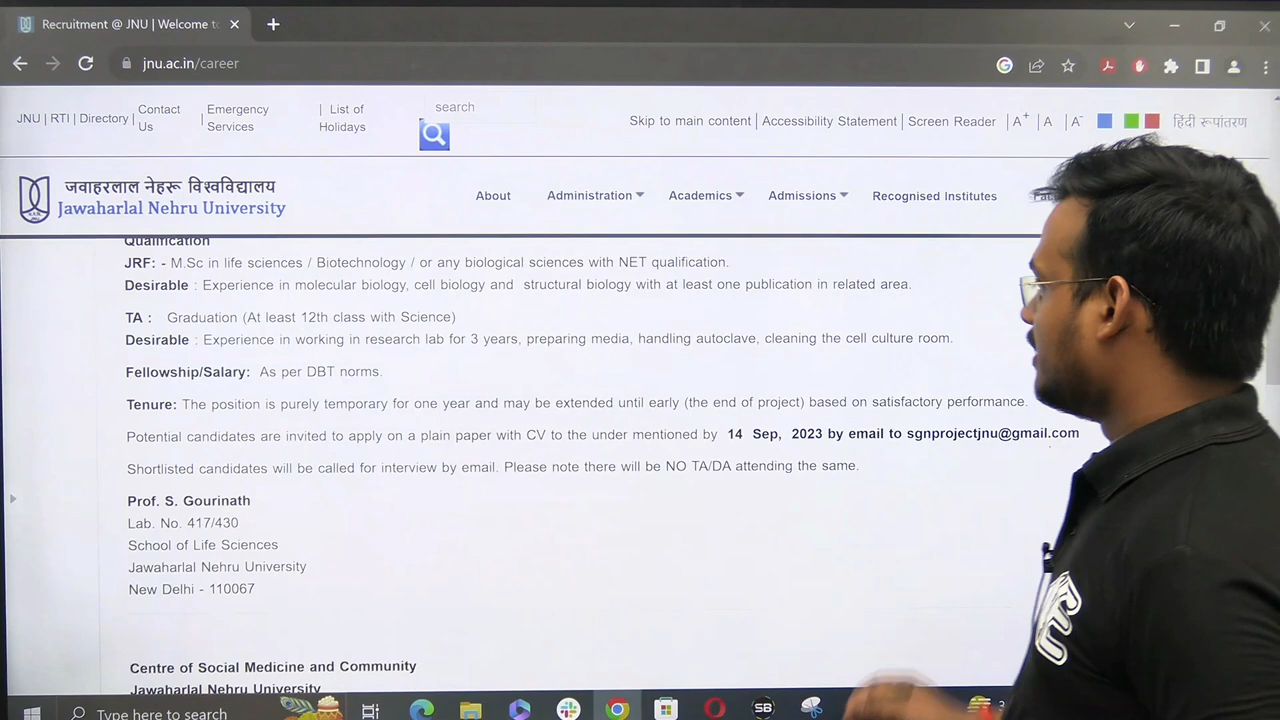 Recruitment @ JNU | Welcome to
jnu.ac.in/career
JNU | RTI | Directory | Contact Us | Emergency Services | List of Holidays
search
Skip to main content | Accessibility Statement | Screen Reader | A+ | A | A- हिंदी रूपांतरण
जवाहरलाल नेहरू विश्वविद्यालय
Jawaharlal Nehru University
About Administration Academics Admissions Recognised Institutes
Qualification
JRF: - M.Sc in life sciences / Biotechnology / or any biological sciences with NET qualification.
Desirable : Experience in molecular biology, cell biology and structural biology with at least one publication in related area.
TA : Graduation (At least 12th class with Science)
Desirable : Experience in working in research lab for 3 years, preparing media, handling autoclave, cleaning the cell culture room.
Fellowship/Salary: As per DBT norms.
Tenure: The position is purely temporary for one year and may be extended until early (the end of project) based on satisfactory performance.
Potential candidates are invited to apply on a plain paper with CV to the under mentioned by 14 Sep, 2023 by email to sgnprojectjnu@gmail.com
Shortlisted candidates will be called for interview by email. Please note there will be NO TA/DA attending the same.
Prof. S. Gourinath
Lab. No. 417/430
School of Life Sciences
Jawaharlal Nehru University
New Delhi - 110067
Centre of Social Medicine and Community
Jawaharlal Nehru University
Type here to search
SB